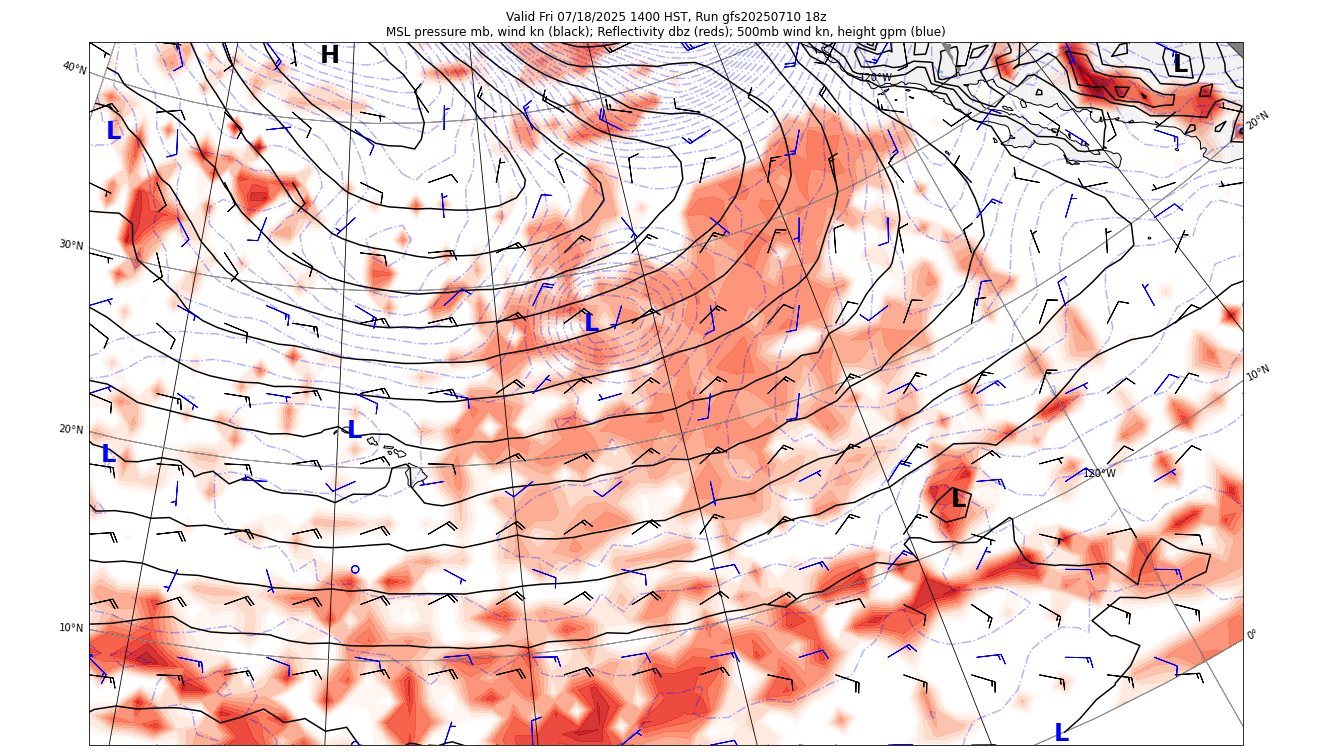 Valid Fri 07/18/2025 1400 HST, Run gfs20250710 18z
MSL pressure mb, wind kn (black); Reflectivity dbz (reds); 500mb wind kn, height gpm (blue)
H
L
40°N
120°W
20°N
L
30°N
L
10°N
20°N
L
L
120°W
L
10°N
0°
L